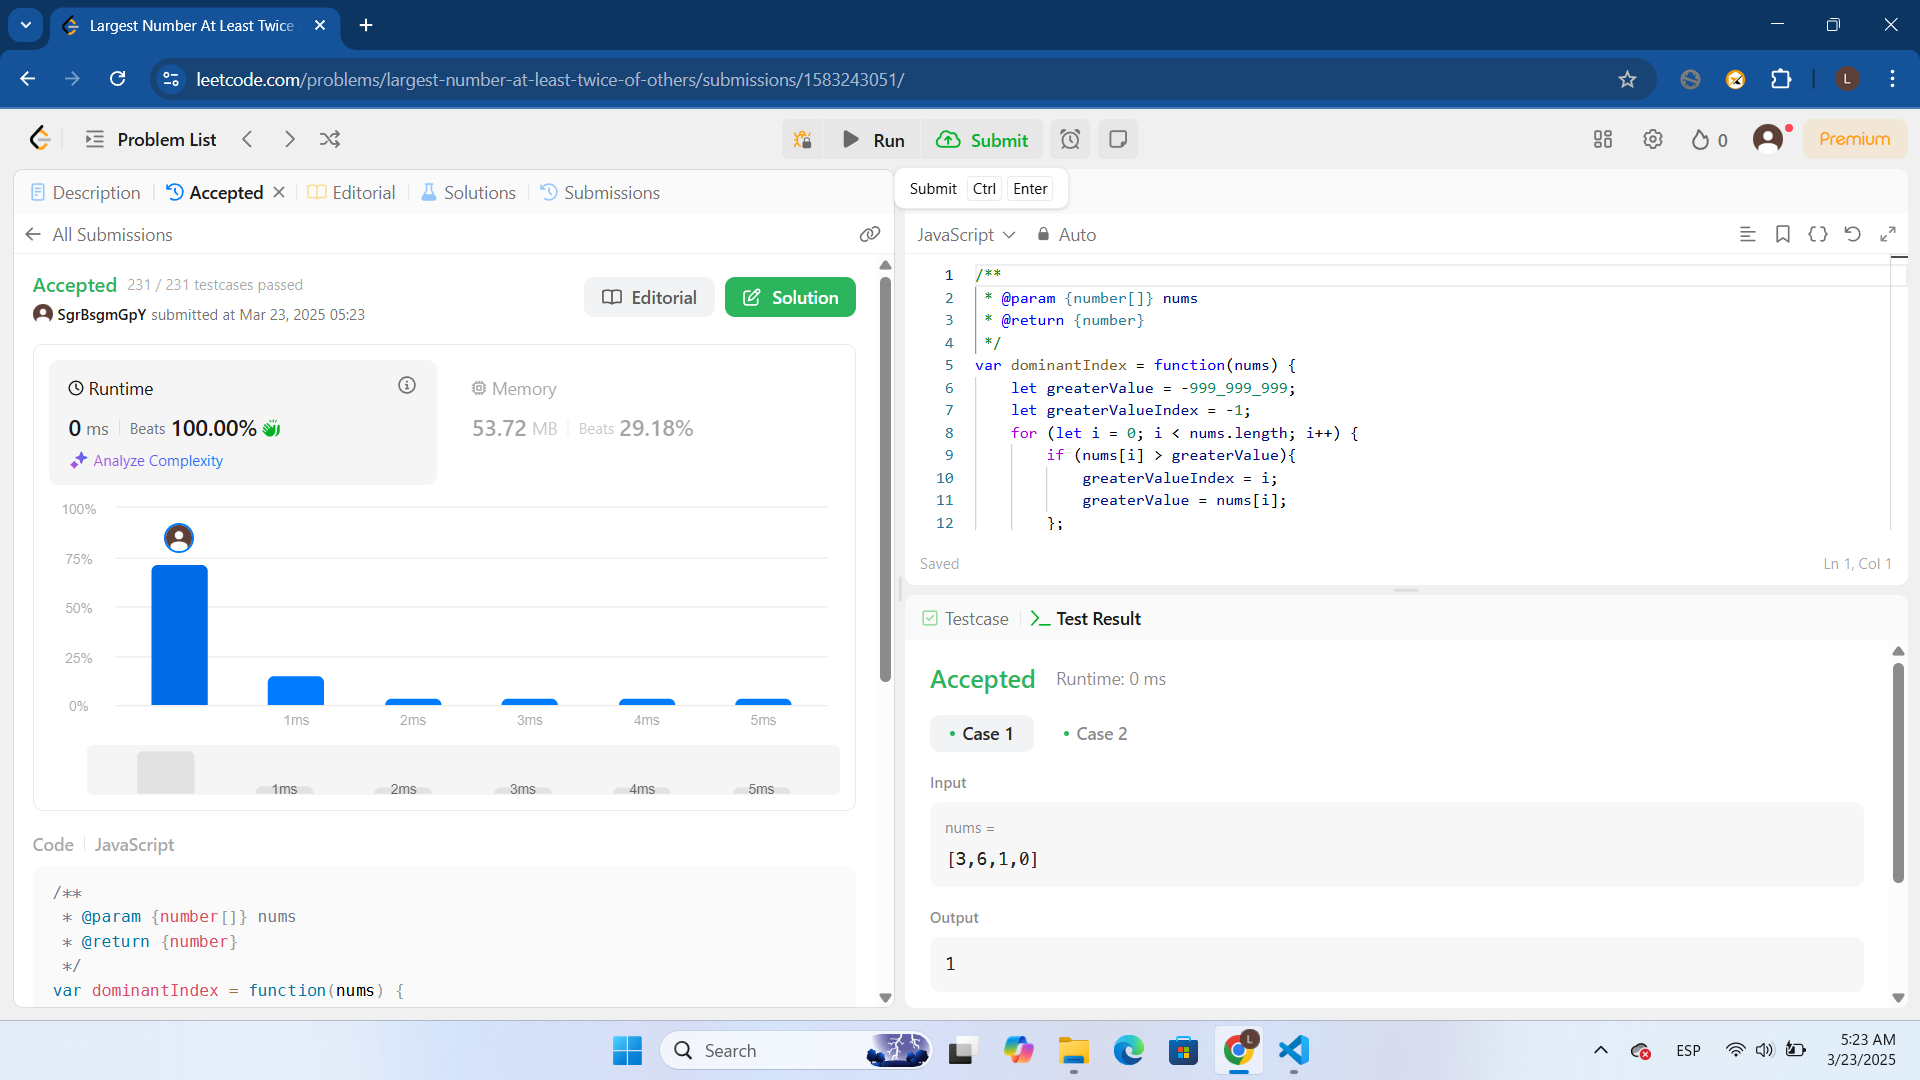 Largest Number At Least Twice
leetcode.com/problems/largest-number-at-least-twice-of-others/submissions/1583243051/
L
Problem List
Run
Submit
0
Premium
Description
Accepted
Editorial
Solutions
Submissions
Submit Ctrl Enter
All Submissions
JavaScript
Auto
Accepted 231 / 231 testcases passed
SgrBsgmGpY submitted at Mar 23, 2025 05:23
Editorial
Solution
Runtime
0 ms Beats 100.00%
Analyze Complexity
Memory
53.72 MB Beats 29.18%
100%
75%
50%
25%
0%
1ms 2ms 3ms 4ms 5ms
1ms 2ms 3ms 4ms 5ms
Code JavaScript
/**
* @param {number[]} nums
* @return {number}
*/
var dominantIndex = function(nums) {
1 /**
2 * @param {number[]} nums
3 * @return {number}
4 */
5 var dominantIndex = function(nums) {
6 let greaterValue = -999_999_999;
7 let greaterValueIndex = -1;
8 for (let i = 0; i < nums.length; i++) {
9 if (nums[i] > greaterValue){
10 greaterValueIndex = i;
11 greaterValue = nums[i];
12 };
Saved
Ln 1, Col 1
Testcase
Test Result
Accepted Runtime: 0 ms
Case 1
Case 2
Input
nums =
[3,6,1,0]
Output
1
Search
L
ESP
5:23 AM
3/23/2025